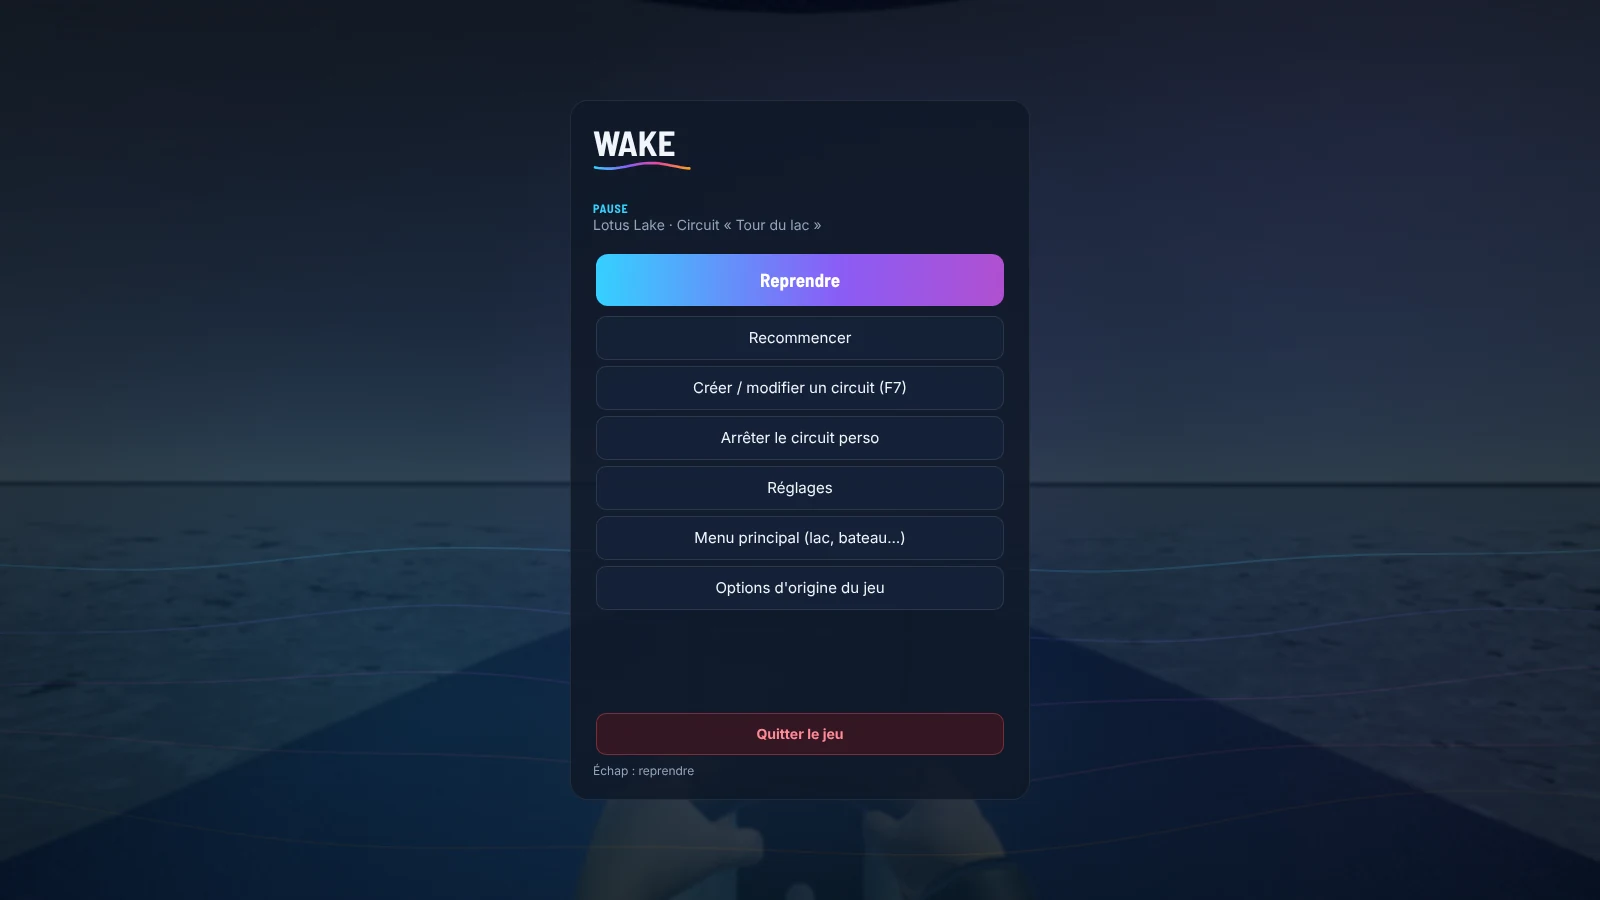 WAKE
PAUSE
Lotus Lake · Circuit « Tour du lac »
Reprendre
Recommencer
Créer / modifier un circuit (F7)
Arrêter le circuit perso
Réglages
Menu principal (lac, bateau...)
Options d'origine du jeu
Quitter le jeu
Échap : reprendre